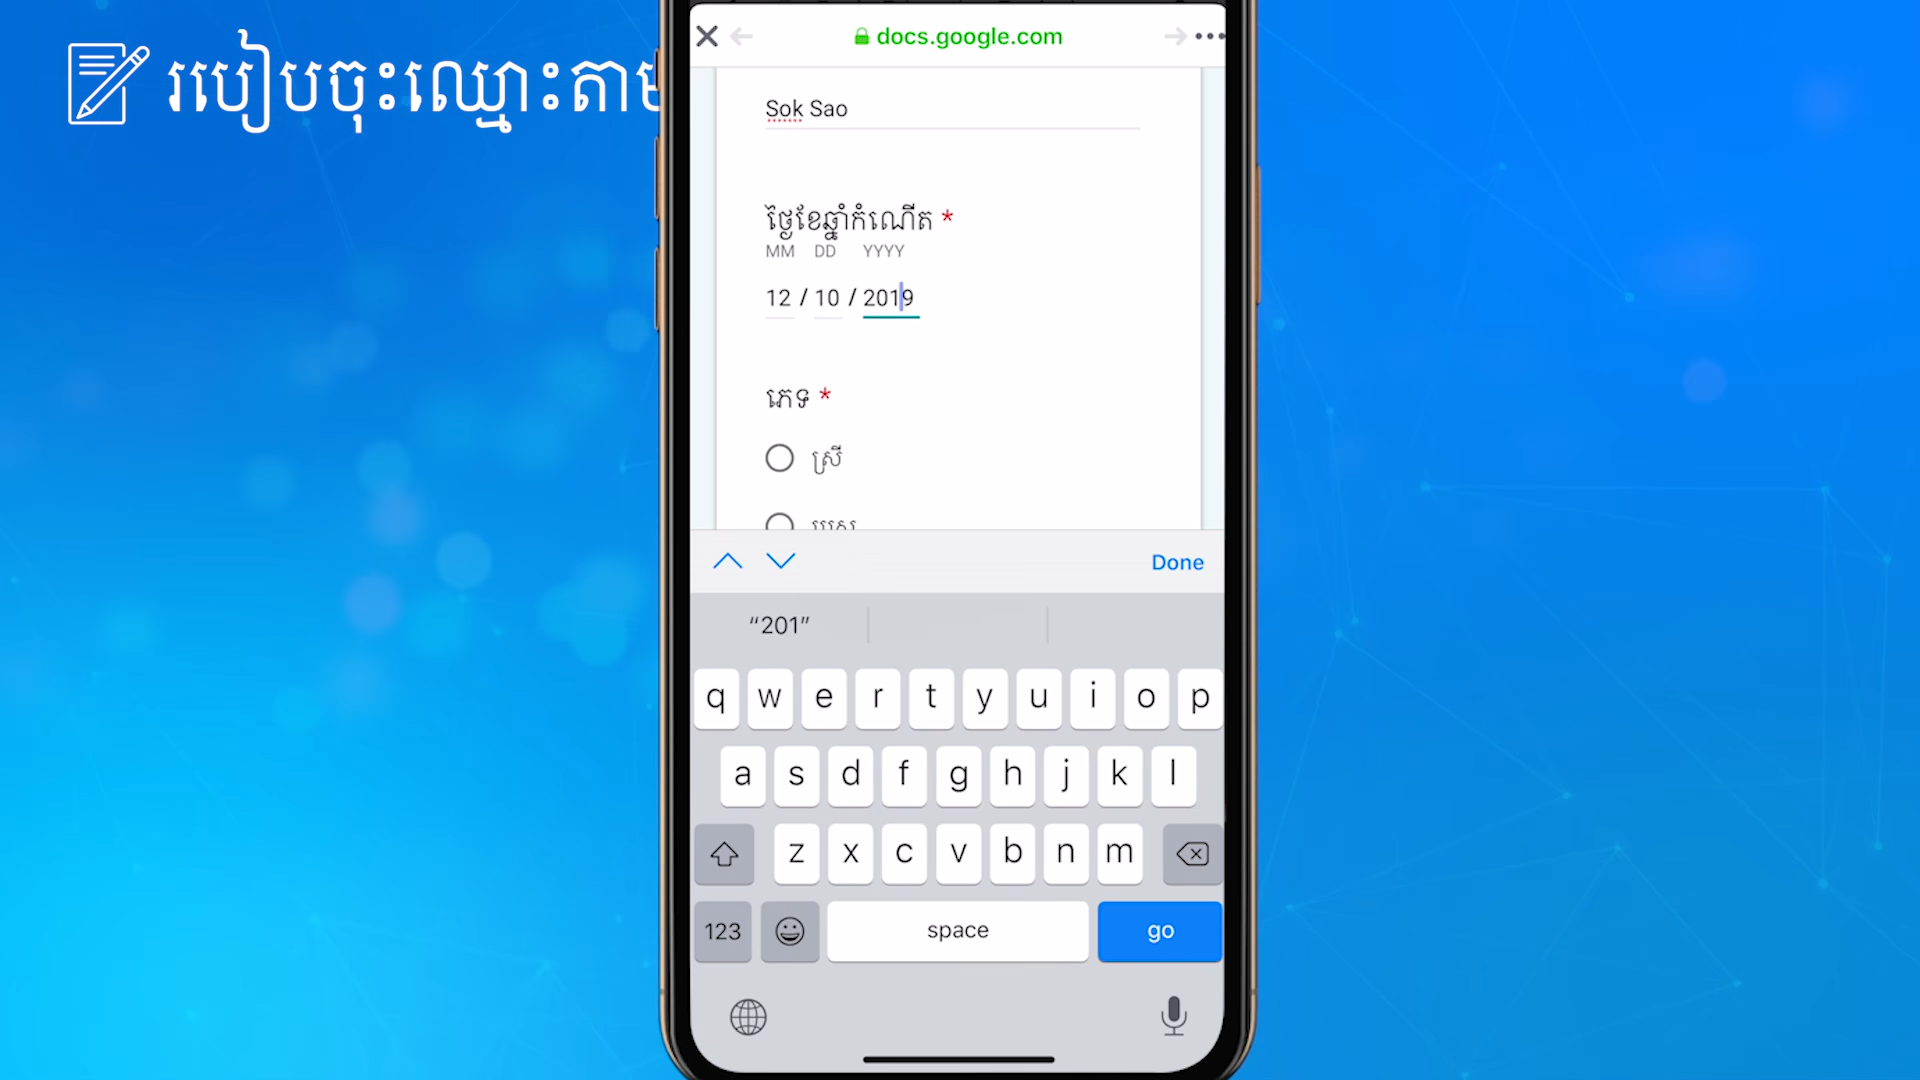 របៀបចុះឈ្មោះតាម
docs.google.com
Sok Sao
ថ្ងៃខែឆ្នាំកំណើត *
MM DD YYYY
12 / 10 / 2019
ភេទ *
ស្រី
Done
“201”
q w e r t y u i o p
a s d f g h j k l
z x c v b n m
123 space go